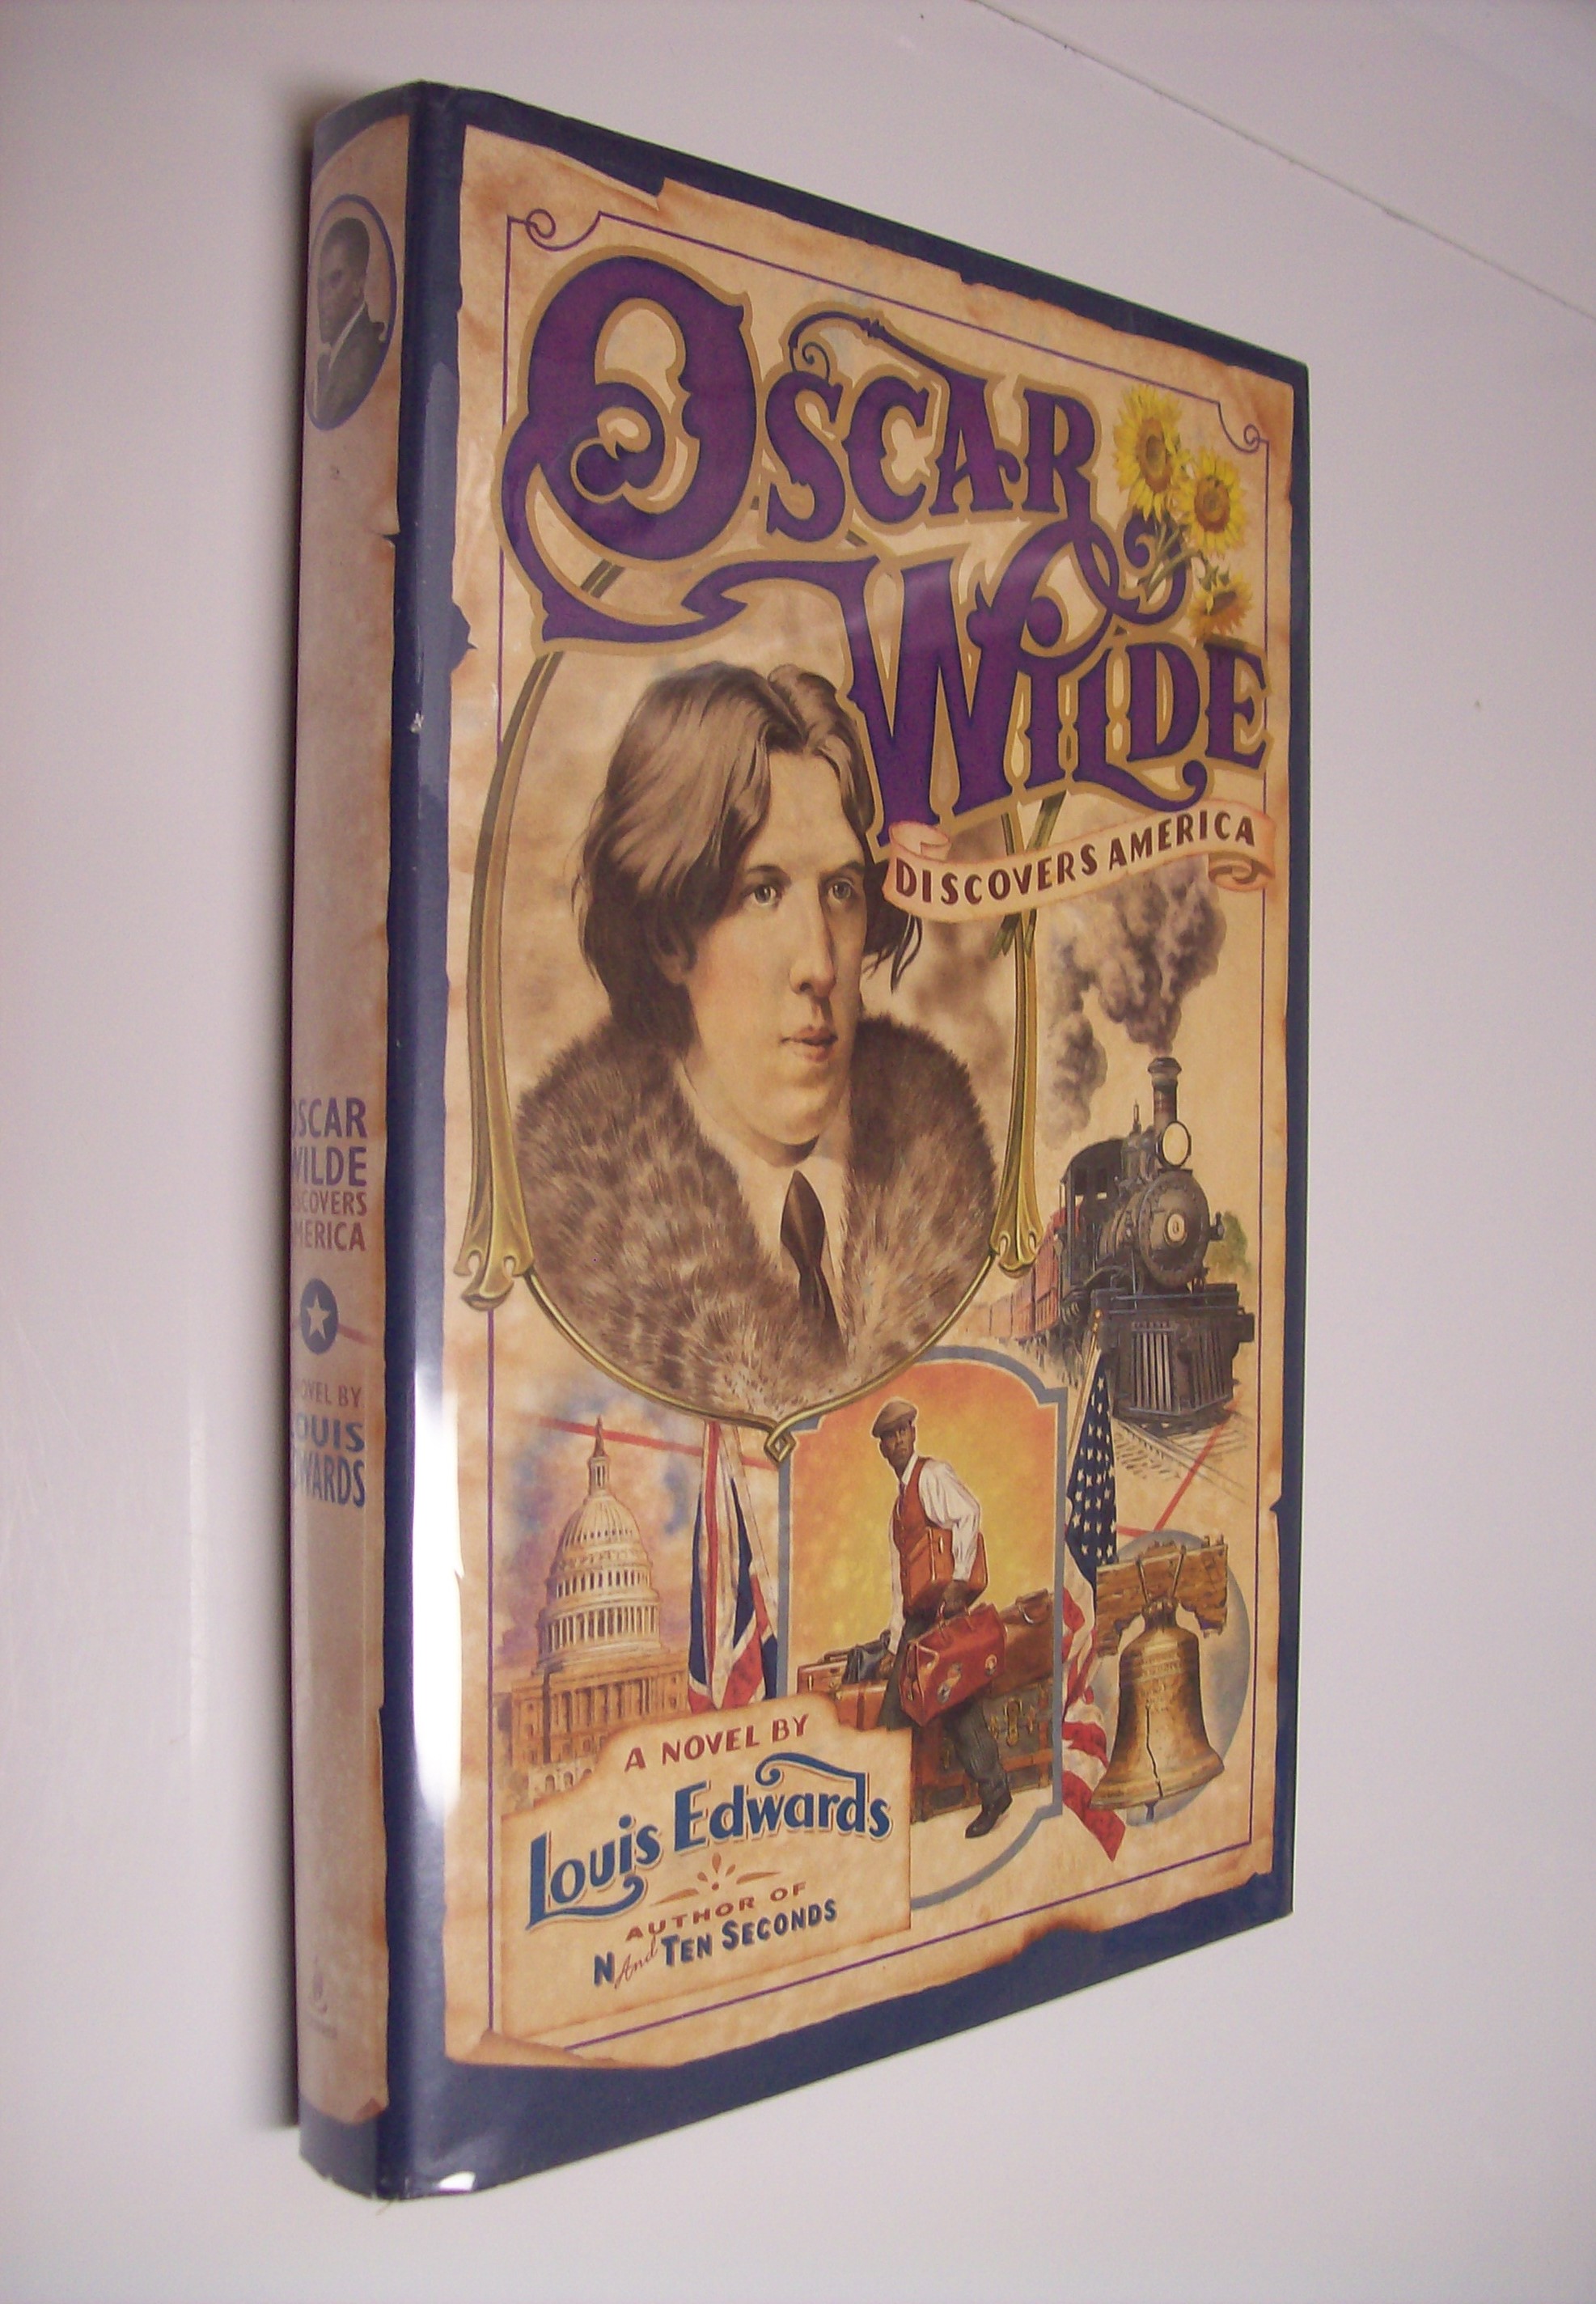 OSCAR
WILDE
DISCOVERS AMERICA
A NOVEL BY
Louis Edwards
AUTHOR OF
N And TEN SECONDS
OSCAR
WILDE
DISCOVERS
AMERICA
NOVEL BY
LOUIS
EDWARDS